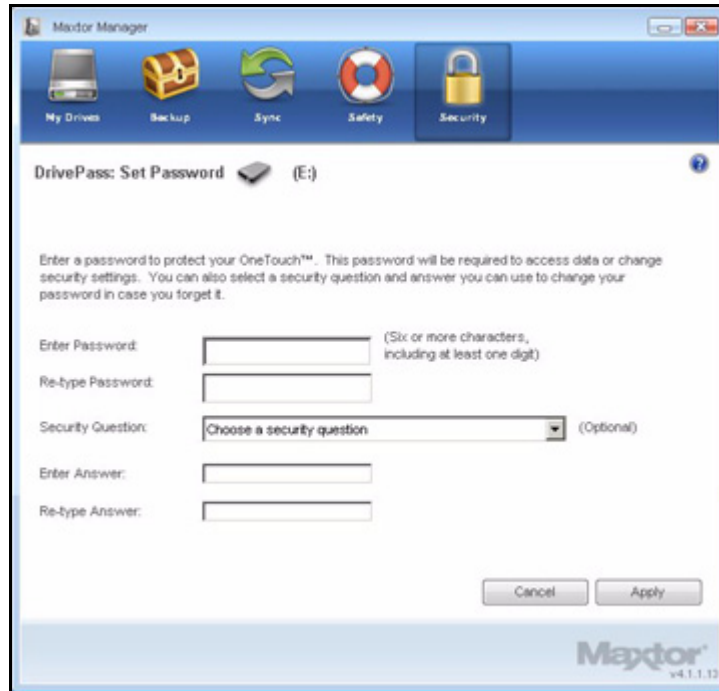 Maxtor Manager
My Drives Backup Sync Safety Security
DrivePass: Set Password (E:)
Enter a password to protect your OneTouch™. This password will be required to access data or change
security settings. You can also select a security question and answer you can use to change your
password in case you forget it.
Enter Password: (Six or more characters,
including at least one digit)
Re-type Password:
Security Question: Choose a security question (Optional)
Enter Answer:
Re-type Answer:
Cancel Apply
Maxtor